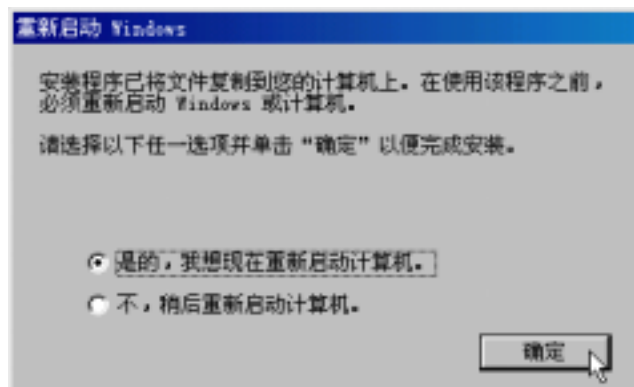 重新启动 Windows
安装程序已将文件复制到您的计算机上。在使用该程序之前，
必须重新启动 Windows 或计算机。
请选择以下任一选项并单击“确定”以便完成安装。
是的，我想现在重新启动计算机。
不，稍后重新启动计算机。
确定